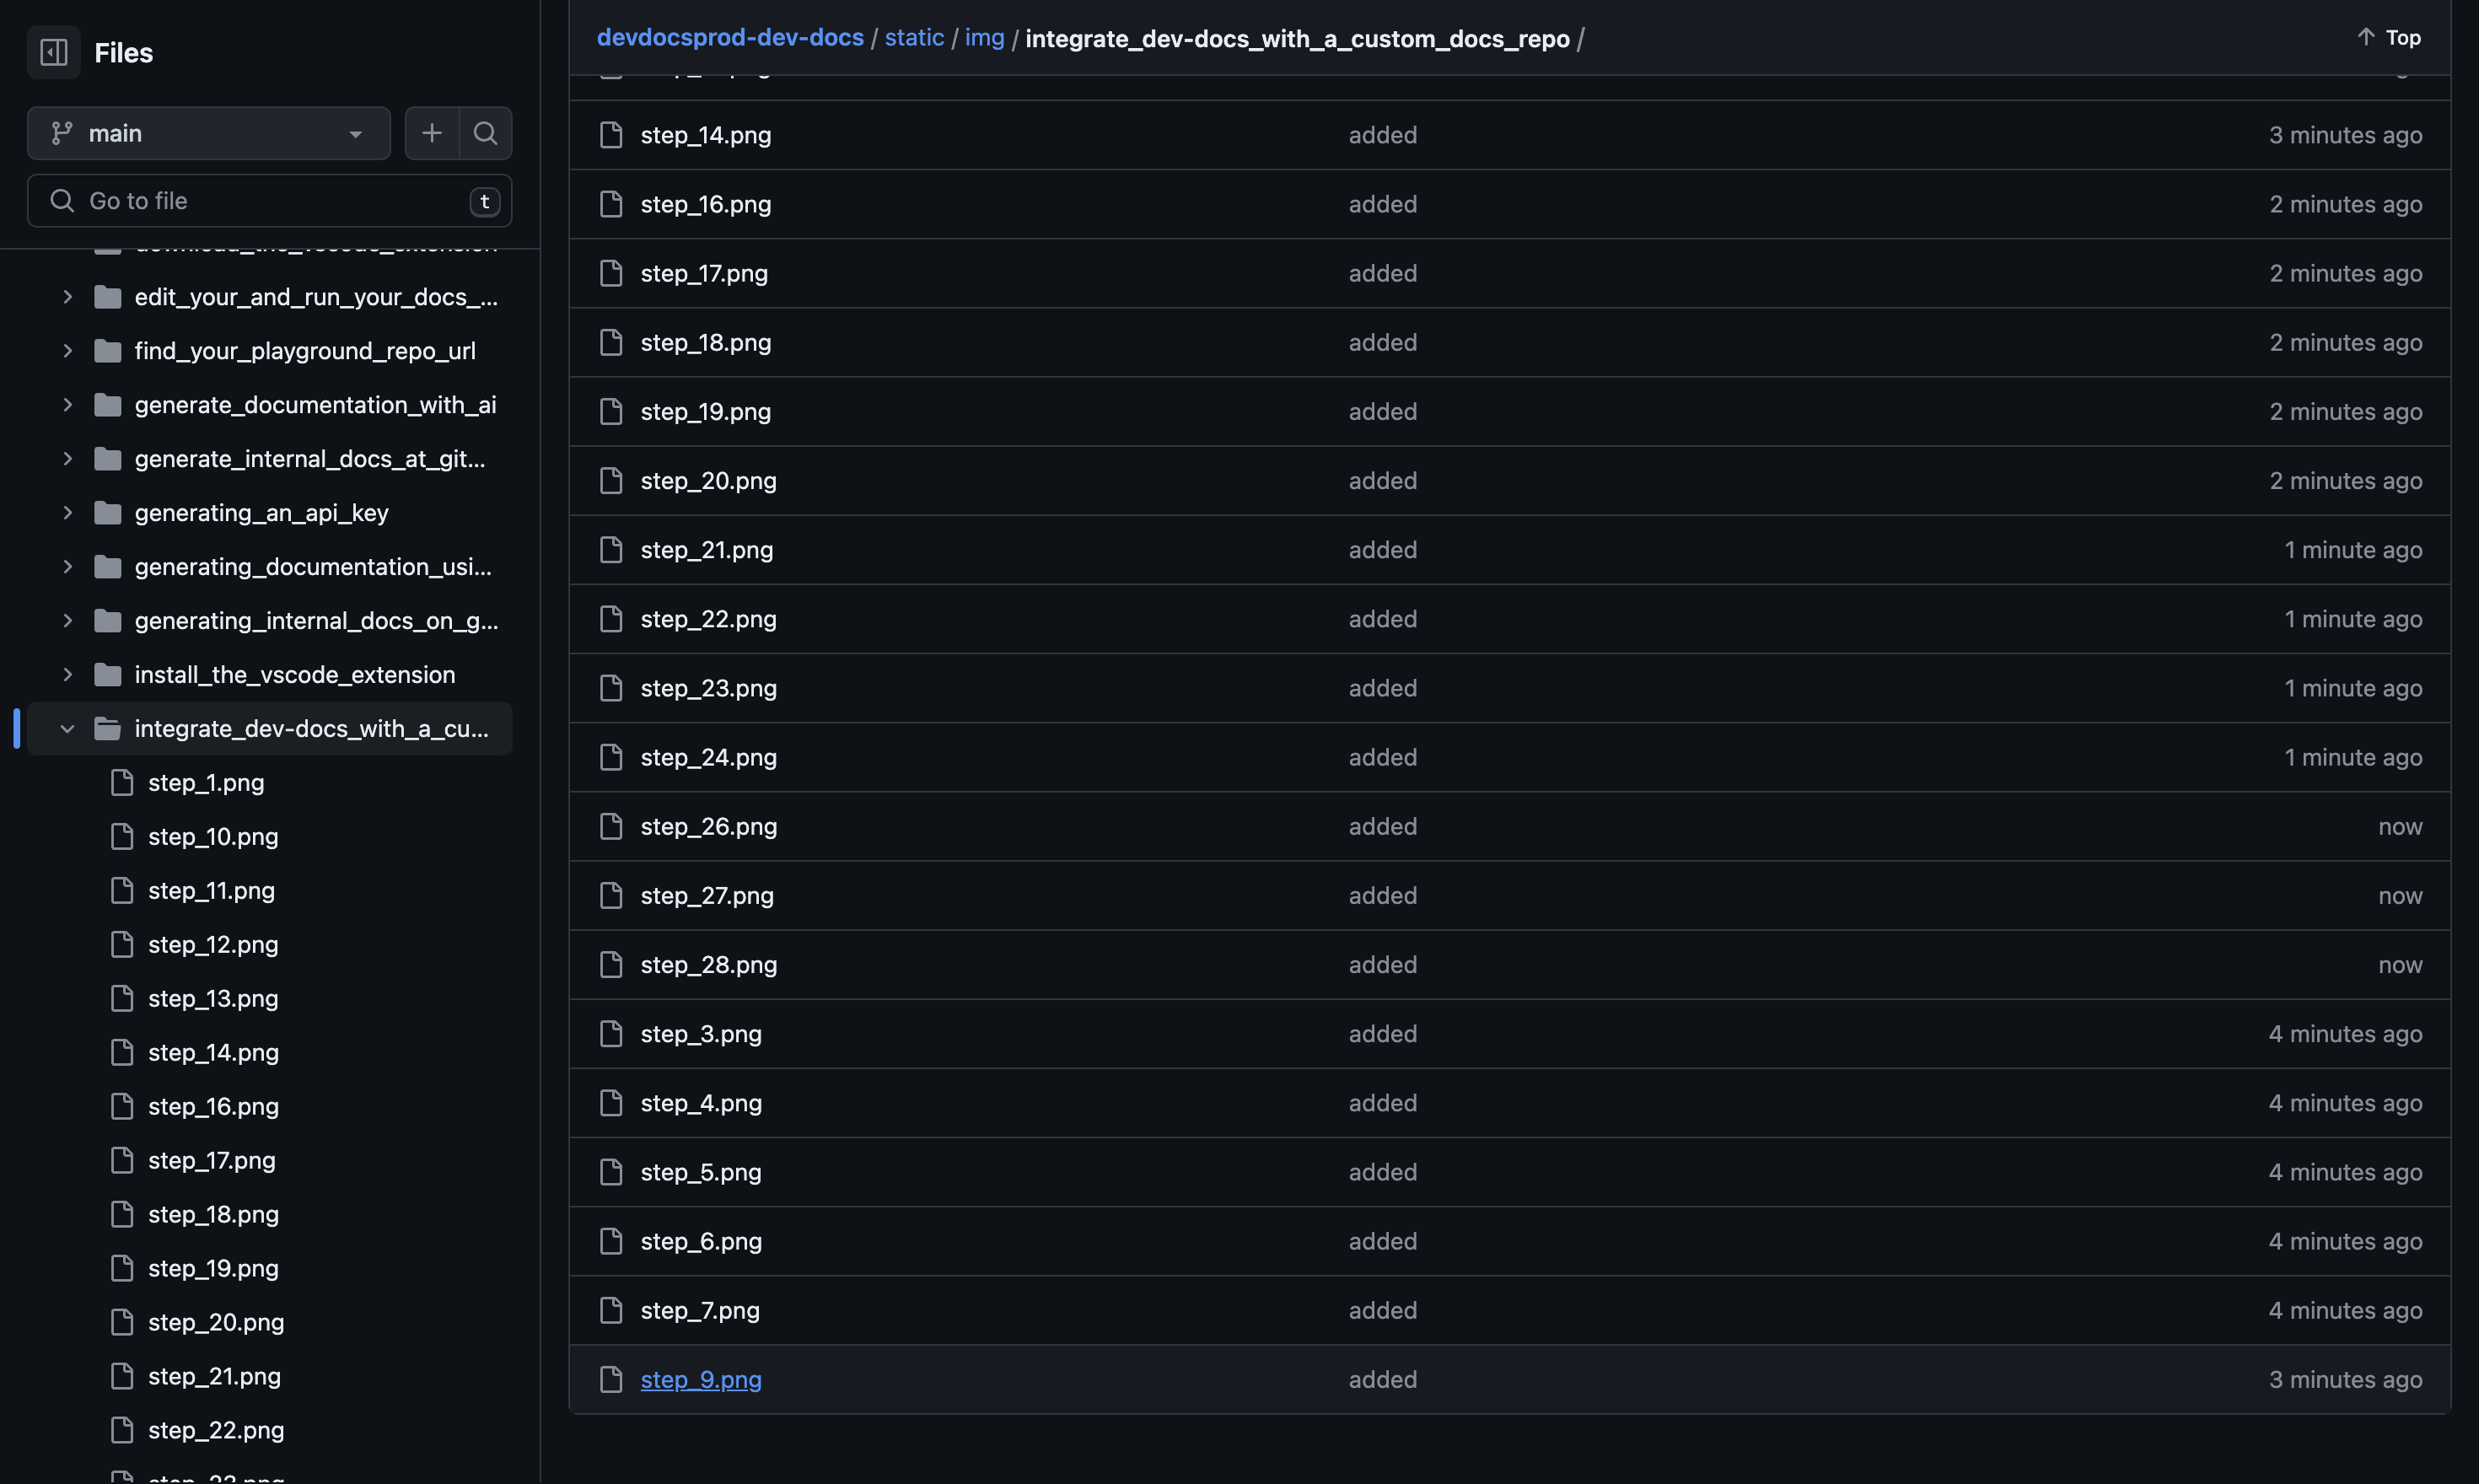 Files
main
Go to file
t
download_the_vscode_extension
edit_your_and_run_your_docs_...
find_your_playground_repo_url
generate_documentation_with_ai
generate_internal_docs_at_git...
generating_an_api_key
generating_documentation_usi...
generating_internal_docs_on_g...
install_the_vscode_extension
integrate_dev-docs_with_a_cu...
step_1.png
step_10.png
step_11.png
step_12.png
step_13.png
step_14.png
step_16.png
step_17.png
step_18.png
step_19.png
step_20.png
step_21.png
step_22.png
step_23.png
devdocsprod-dev-docs / static / img / integrate_dev-docs_with_a_custom_docs_repo /
Top
step_14.png added 3 minutes ago
step_16.png added 2 minutes ago
step_17.png added 2 minutes ago
step_18.png added 2 minutes ago
step_19.png added 2 minutes ago
step_20.png added 2 minutes ago
step_21.png added 1 minute ago
step_22.png added 1 minute ago
step_23.png added 1 minute ago
step_24.png added 1 minute ago
step_26.png added now
step_27.png added now
step_28.png added now
step_3.png added 4 minutes ago
step_4.png added 4 minutes ago
step_5.png added 4 minutes ago
step_6.png added 4 minutes ago
step_7.png added 4 minutes ago
step_9.png added 3 minutes ago